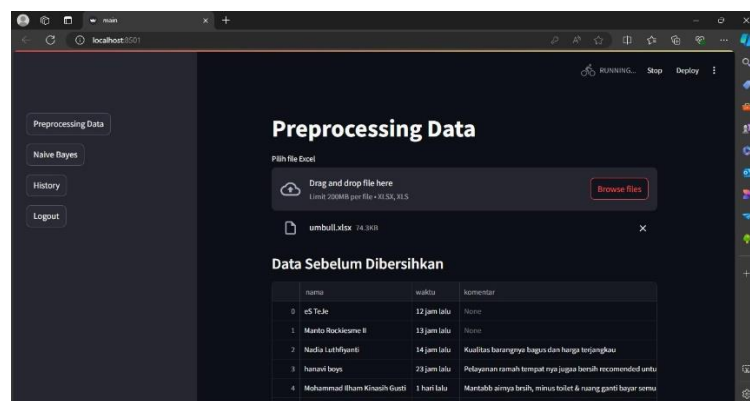 main
localhost:8501
RUNNING... Stop Deploy
Preprocessing Data
Naive Bayes
History
Logout
Preprocessing Data
Pilih file Excel
Drag and drop file here
Limit 200MB per file • XLSX, XLS
Browse files
umbull.xlsx 74.3KB
Data Sebelum Dibersihkan
nama waktu komentar
0 eS TeJe 12 jam lalu None
1 Manto Rockiesme II 13 jam lalu None
2 Nadia Luthfiyanti 14 jam lalu Kualitas barangnya bagus dan harga terjangkau
3 hanavi boys 23 jam lalu Pelayanan ramah tempat nya jugaa bersih recomended untu
4 Mohammad Ilham Kinasih Gusti 1 hari lalu Mantabb airnya brsih, minus toilet & ruang ganti bayar semu